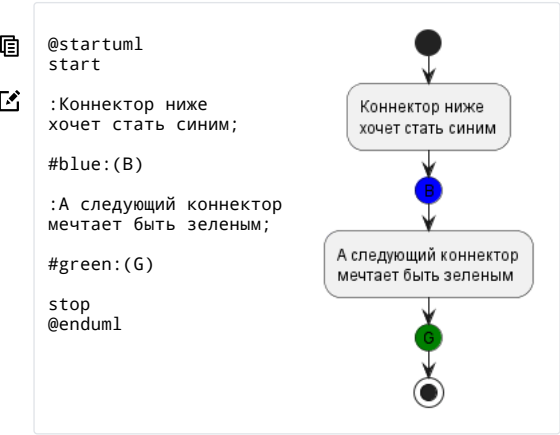 @startuml
start
:Коннектор ниже
хочет стать синим;
#blue:(B)
:А следующий коннектор
мечтает быть зеленым;
#green:(G)
stop
@enduml
Коннектор ниже
хочет стать синим
B
А следующий коннектор
мечтает быть зеленым
G